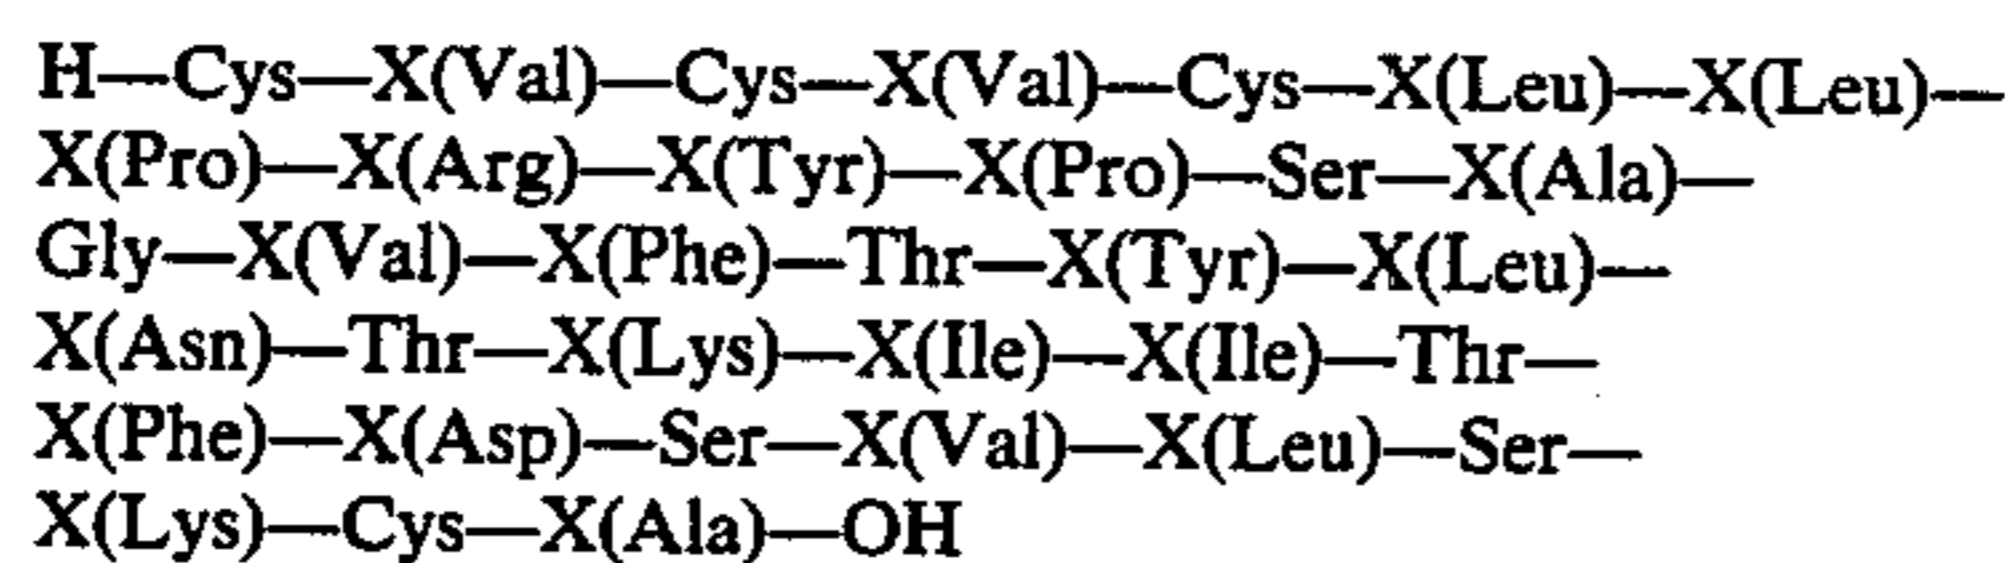 H—Cys—X(Val)—Cys—X(Val)—Cys—X(Leu)—X(Leu)—
X(Pro)—X(Arg)—X(Tyr)—X(Pro)—Ser—X(Ala)—
Gly—X(Val)—X(Phe)—Thr—X(Tyr)—X(Leu)—
X(Asn)—Thr—X(Lys)—X(Ile)—X(Ile)—Thr—
X(Phe)—X(Asp)—Ser—X(Val)—X(Leu)—Ser—
X(Lys)—Cys—X(Ala)—OH